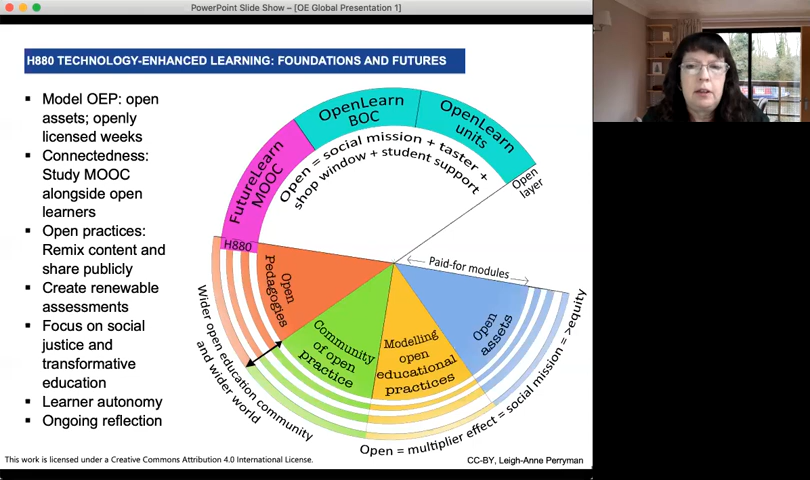 PowerPoint Slide Show – [OE Global Presentation 1]
H880 TECHNOLOGY-ENHANCED LEARNING: FOUNDATIONS AND FUTURES
▪ Model OEP: open
assets; openly
licensed weeks
▪ Connectedness:
Study MOOC
alongside open
learners
▪ Open practices:
Remix content and
share publicly
▪ Create renewable
assessments
▪ Focus on social
justice and
transformative
education
▪ Learner autonomy
▪ Ongoing reflection
FutureLearn
MOOC
OpenLearn
BOC
OpenLearn
units
Open = social mission + taster +
shop window + student support
Open
layer
H880
Paid-for modules
Open
Pedagogies
Community
of open
practice
Modelling
open
educational
practices
Open
assets
Wider open education community
and wider world
Open = multiplier effect = social mission = >equity
This work is licensed under a Creative Commons Attribution 4.0 International License.
CC-BY, Leigh-Anne Perryman